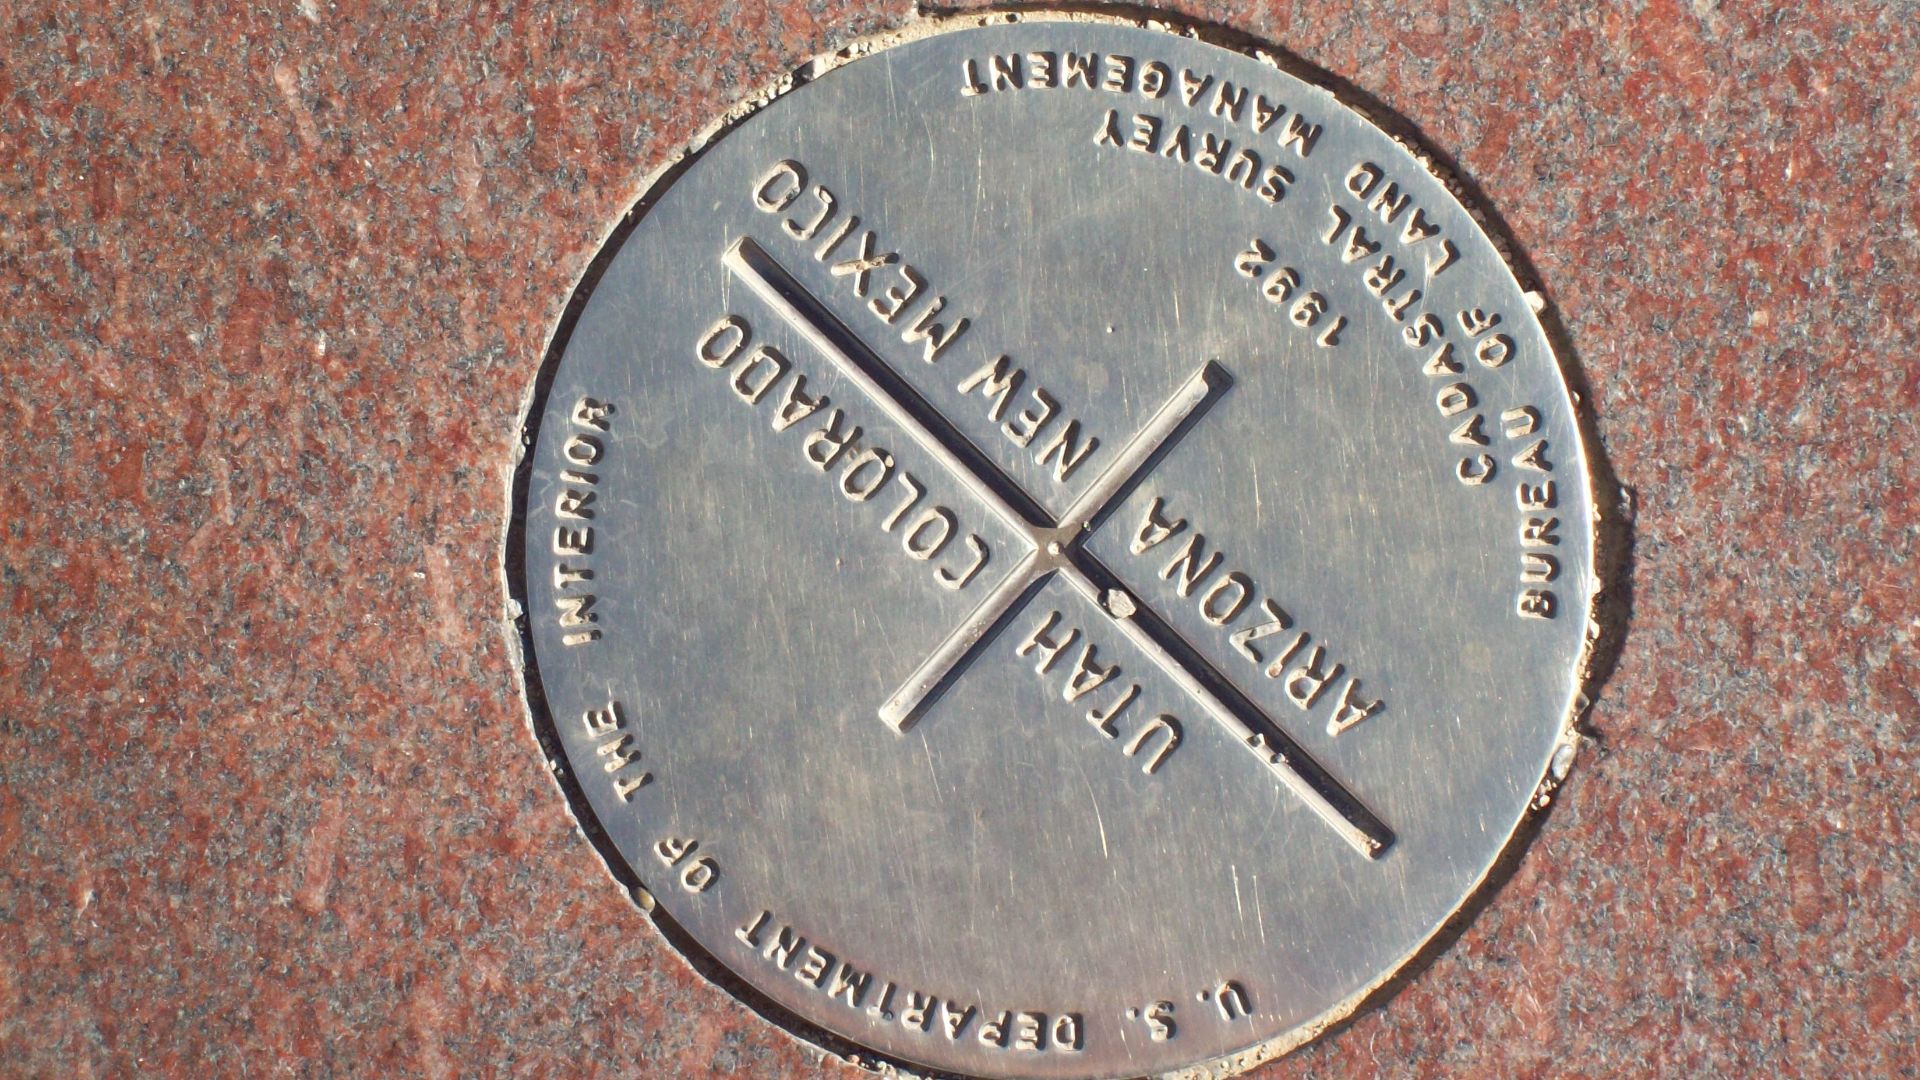 U. S. DEPARTMENT OF THE INTERIOR
UTAH COLORADO
ARIZONA NEW MEXICO
1992
CADASTRAL SURVEY
BUREAU OF LAND MANAGEMENT